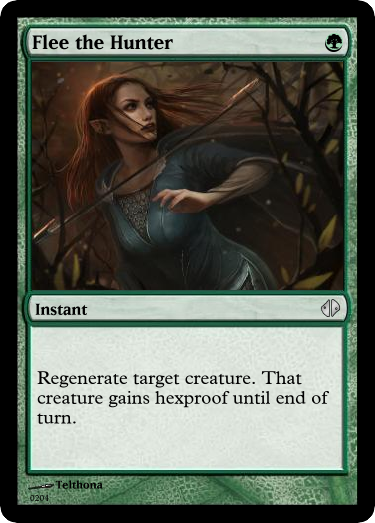 Flee the Hunter
Instant
Regenerate target creature. That
creature gains hexproof until end of
turn.
Telthona
0204